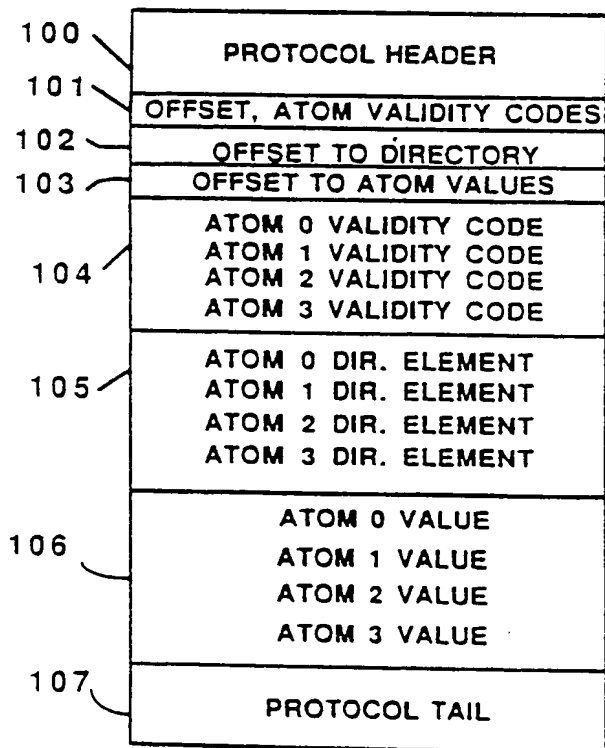 100
PROTOCOL HEADER
101
OFFSET, ATOM VALIDITY CODES
102
OFFSET TO DIRECTORY
103
OFFSET TO ATOM VALUES
104
ATOM 0 VALIDITY CODE
ATOM 1 VALIDITY CODE
ATOM 2 VALIDITY CODE
ATOM 3 VALIDITY CODE
105
ATOM 0 DIR. ELEMENT
ATOM 1 DIR. ELEMENT
ATOM 2 DIR. ELEMENT
ATOM 3 DIR. ELEMENT
106
ATOM 0 VALUE
ATOM 1 VALUE
ATOM 2 VALUE
ATOM 3 VALUE
107
PROTOCOL TAIL